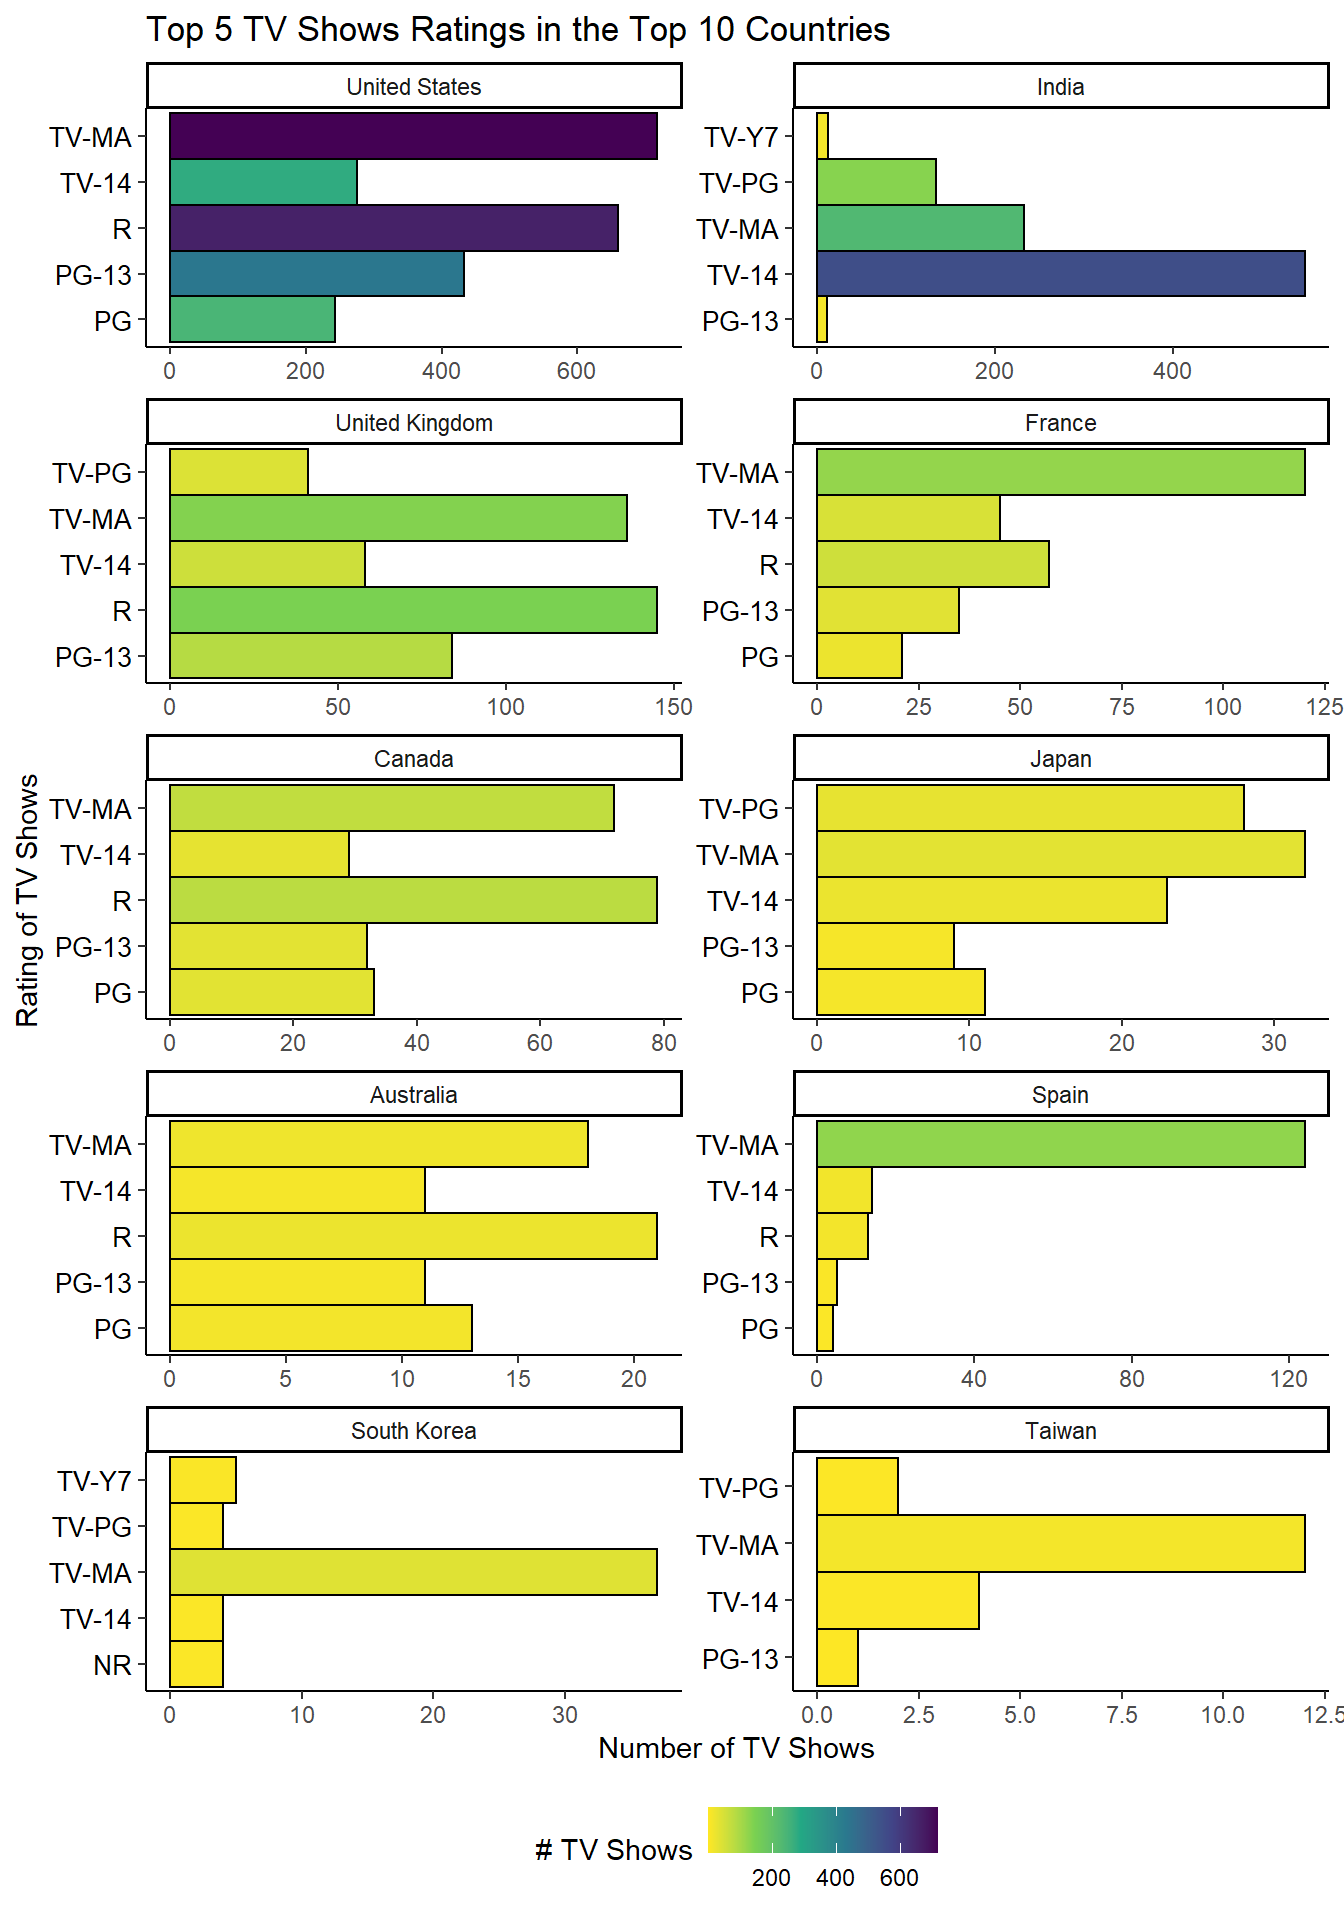 Top 5 TV Shows Ratings in the Top 10 Countries
United States
TV-MA
TV-14
R
PG-13
PG
0 200 400 600
India
TV-Y7
TV-PG
TV-MA
TV-14
PG-13
0 200 400
United Kingdom
TV-PG
TV-MA
TV-14
R
PG-13
0 50 100 150
France
TV-MA
TV-14
R
PG-13
PG
0 25 50 75 100 125
Rating of TV Shows
Canada
TV-MA
TV-14
R
PG-13
PG
0 20 40 60 80
Japan
TV-PG
TV-MA
TV-14
PG-13
PG
0 10 20 30
Australia
TV-MA
TV-14
R
PG-13
PG
0 5 10 15 20
Spain
TV-MA
TV-14
R
PG-13
PG
0 40 80 120
South Korea
TV-Y7
TV-PG
TV-MA
TV-14
NR
0 10 20 30
Taiwan
TV-PG
TV-MA
TV-14
PG-13
0.0 2.5 5.0 7.5 10.0 12.5
Number of TV Shows
# TV Shows
200 400 600